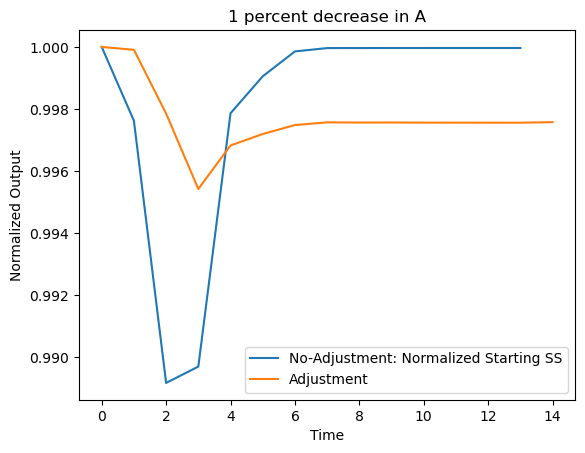 1 percent decrease in A
Normalized Output
1.000
0.998
0.996
0.994
0.992
0.990
No-Adjustment: Normalized Starting SS
Adjustment
0 2 4 6 8 10 12 14
Time